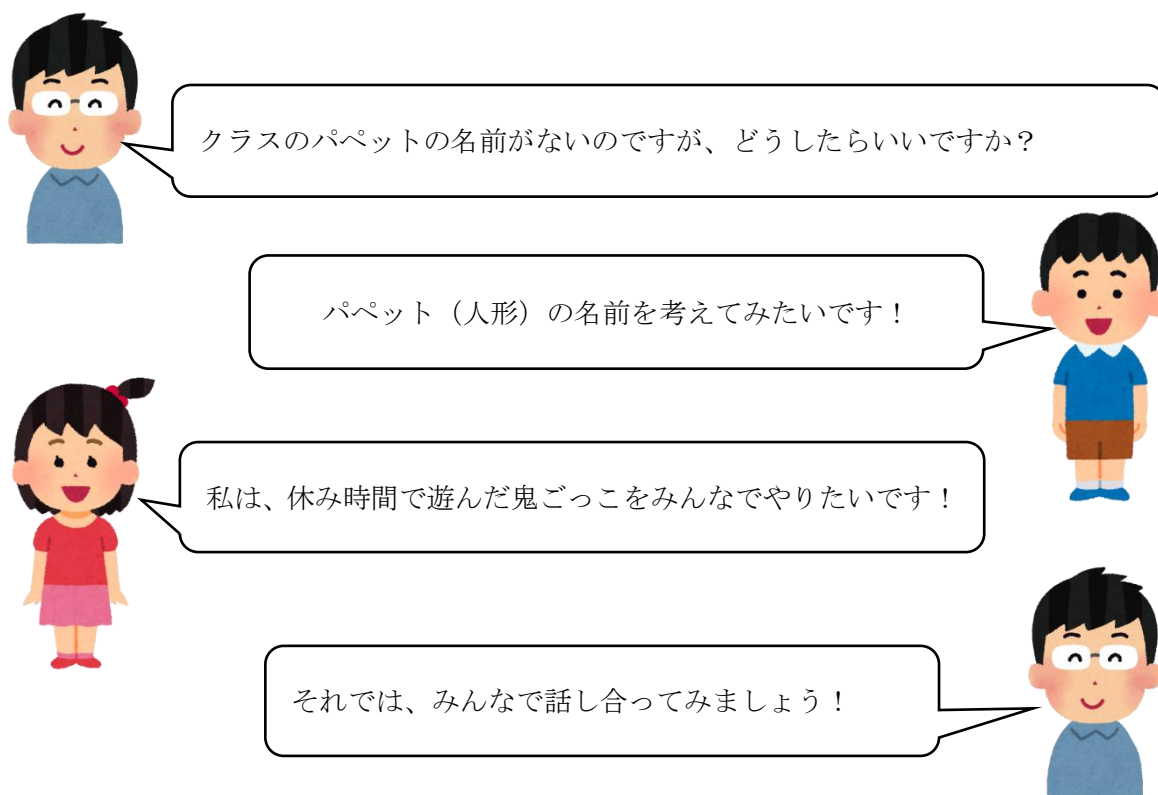 クラスのパペットの名前がないのですが、どうしたらいいですか？
パペット（人形）の名前を考えてみたいです！
私は、休み時間で遊んだ鬼ごっこをみんなでやりたいです！
それでは、みんなで話し合ってみましょう！